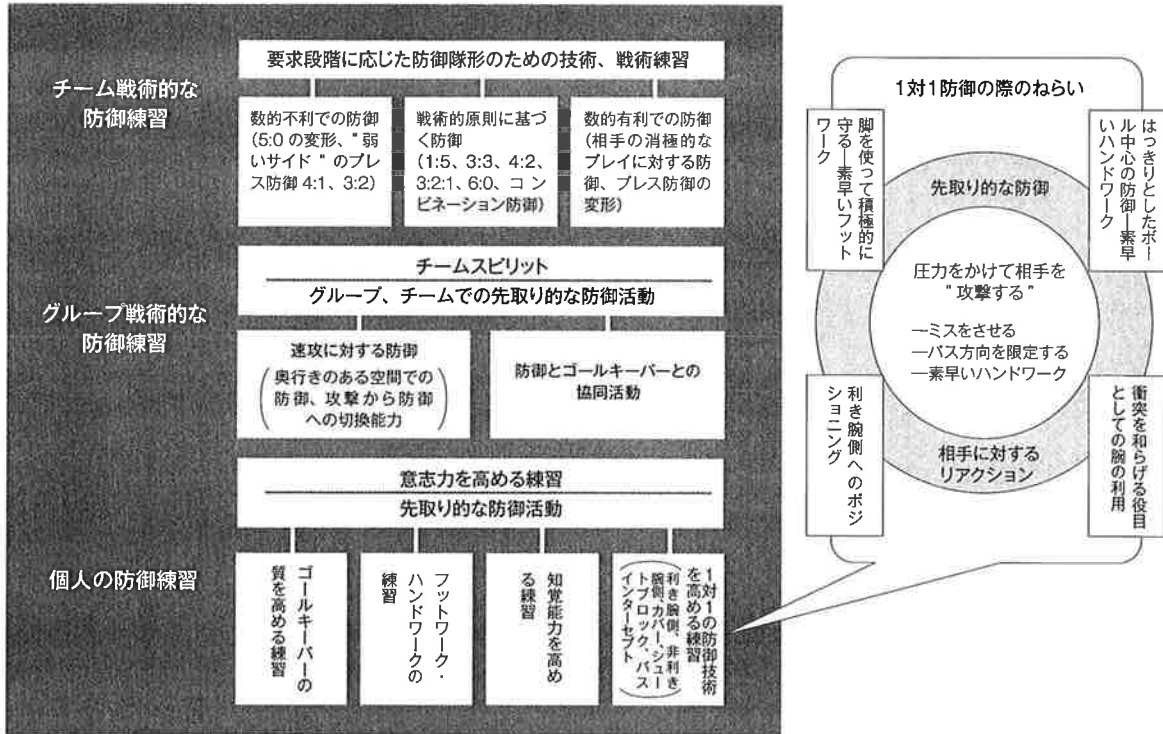 チーム戦術的な
防御練習
要求段階に応じた防御隊形のための技術、戦術練習
数的不利での防御
(5:0 の変形、"弱
いサイド"のプレ
ス防御 4:1、3:2)
戦術的原則に基づ
く防御
(1:5、3:3、4:2、
3:2:1、6:0、コン
ビネーション防御)
数的有利での防御
(相手の消極的な
プレイに対する防
御、プレス防御の
変形)
グループ戦術的な
防御練習
チームスピリット
グループ、チームでの先取り的な防御活動
速攻に対する防御
(奥行きのある空間での
防御、攻撃から防御
への切換能力)
防御とゴールキーパーとの
協同活動
個人の防御練習
意志力を高める練習
先取り的な防御活動
ゴールキーパーの
質を高める練習
フットワーク・
ハンドワークの
練習
知覚能力を高め
る練習
1対1の防御技術
を高める練習
(利き腕側、非利き
腕側、カバー、シュー
トブロック、パス
インターセプト)
1対1防御の際のねらい
脚を使って積極的に
守る―素早いフット
ワーク
はっきりとしたボー
ル中心の防御―素早
いハンドワーク
先取り的な防御
圧力をかけて相手を
"攻撃する"
―ミスをさせる
―パス方向を限定する
―素早いハンドワーク
利き腕側へのポジ
ショニング
衝突を和らげる役目
としての腕の利用
相手に対する
リアクション